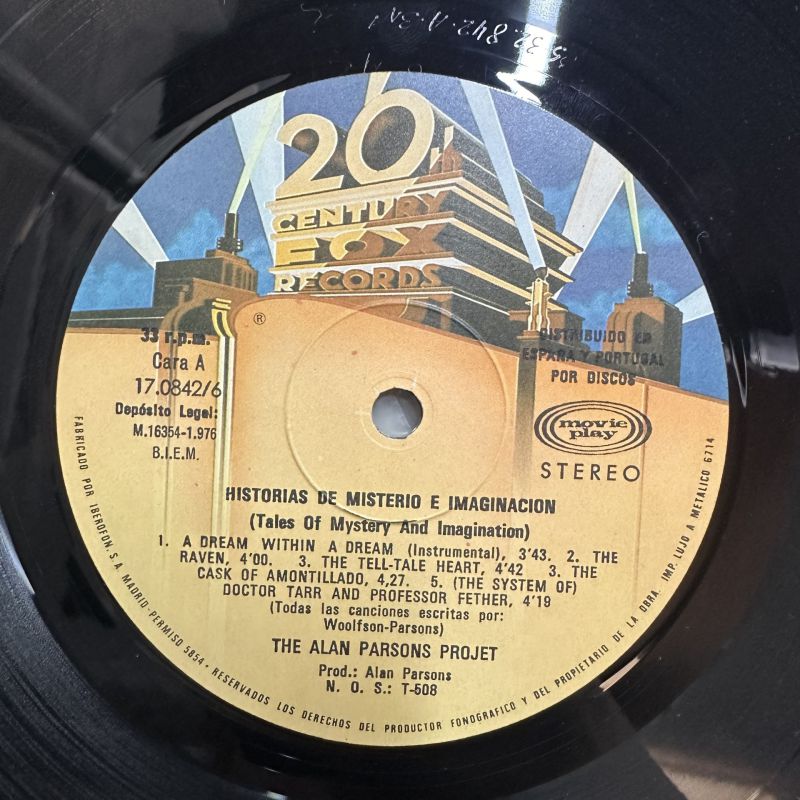 20th
CENTURY
FOX
RECORDS
®
33 r.p.m.
Cara A
17.0842/6
Depósito Legal:
M.16354-1.976
B.I.E.M.
DISTRIBUIDO EN
ESPAÑA Y PORTUGAL
POR DISCOS
movie
play
STEREO
HISTORIAS DE MISTERIO E IMAGINACION
(Tales Of Mystery And Imagination)
1. A DREAM WITHIN A DREAM (Instrumental), 3'43. 2. THE
RAVEN, 4'00. 3. THE TELL-TALE HEART, 4'42 3. THE
CASK OF AMONTILLADO, 4,27. 5. (THE SYSTEM OF)
DOCTOR TARR AND PROFESSOR FETHER, 4'19
(Todas las canciones escritas por:
Woolfson-Parsons)
THE ALAN PARSONS PROJET
Prod.: Alan Parsons
N. O. S.: T-508
FABRICADO POR IBEROFON. S. A. MADRID-PERMISO 5854.- RESERVADOS LOS DERECHOS DEL PRODUCTOR FONOGRAFICO Y DEL PROPIETARIO DE LA OBRA. IMP. LUJO A METALICO 6714